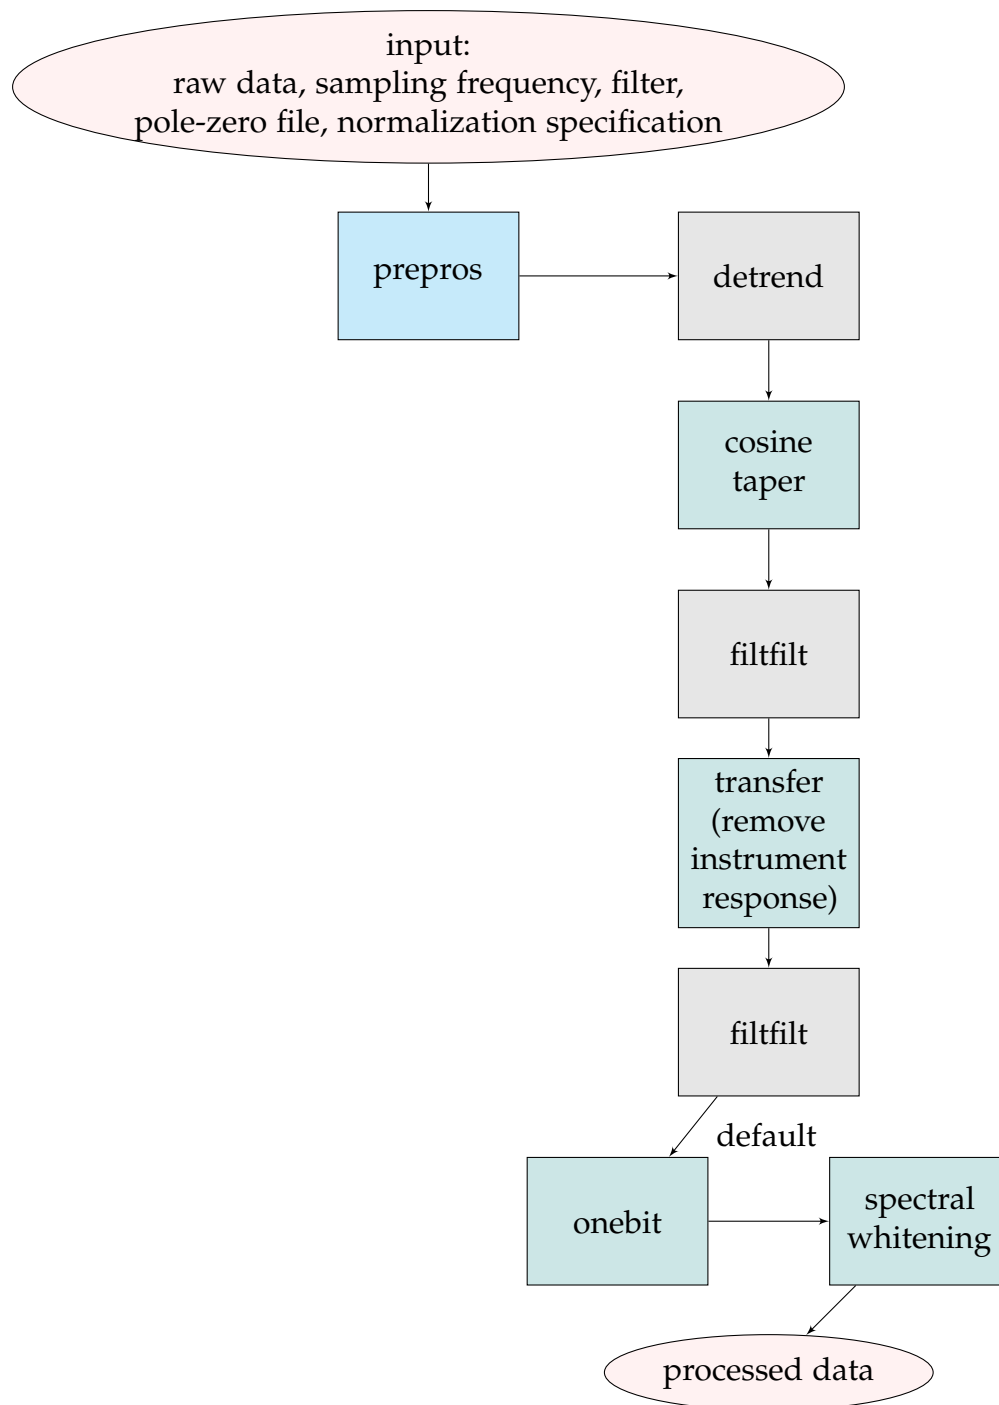 input:
raw data, sampling frequency, filter,
pole-zero file, normalization specification
prepros
detrend
cosine
taper
filtfilt
transfer
(remove
instrument
response)
filtfilt
default
onebit
spectral
whitening
processed data